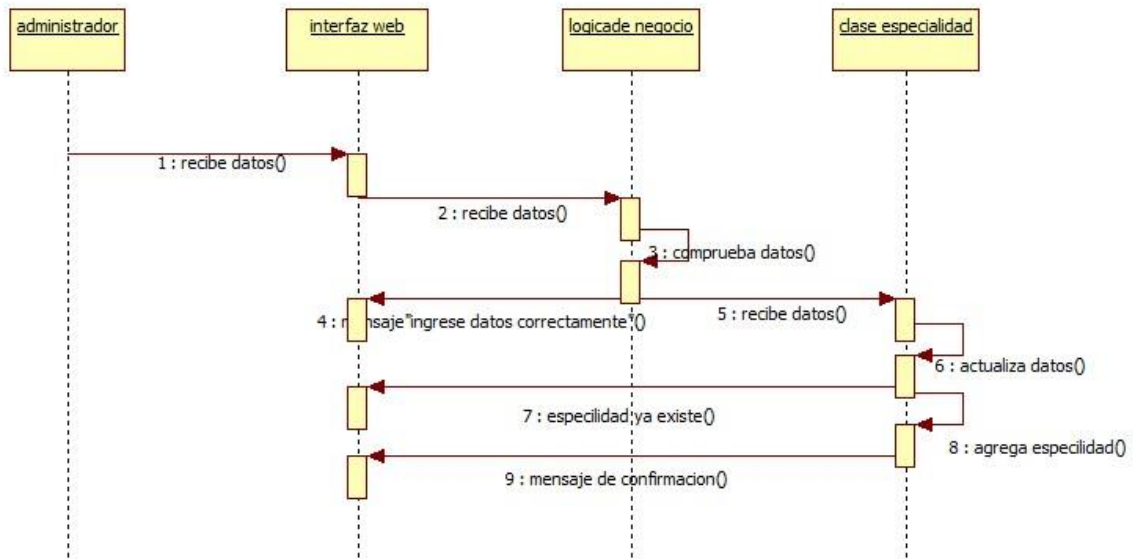 administrador
interfaz web
logicade negocio
clase especialidad
1 : recibe datos()
2 : recibe datos()
3 : comprueba datos()
4 : mensaje"ingrese datos correctamente"()
5 : recibe datos()
6 : actualiza datos()
7 : especilidad ya existe()
8 : agrega especilidad()
9 : mensaje de confirmacion()